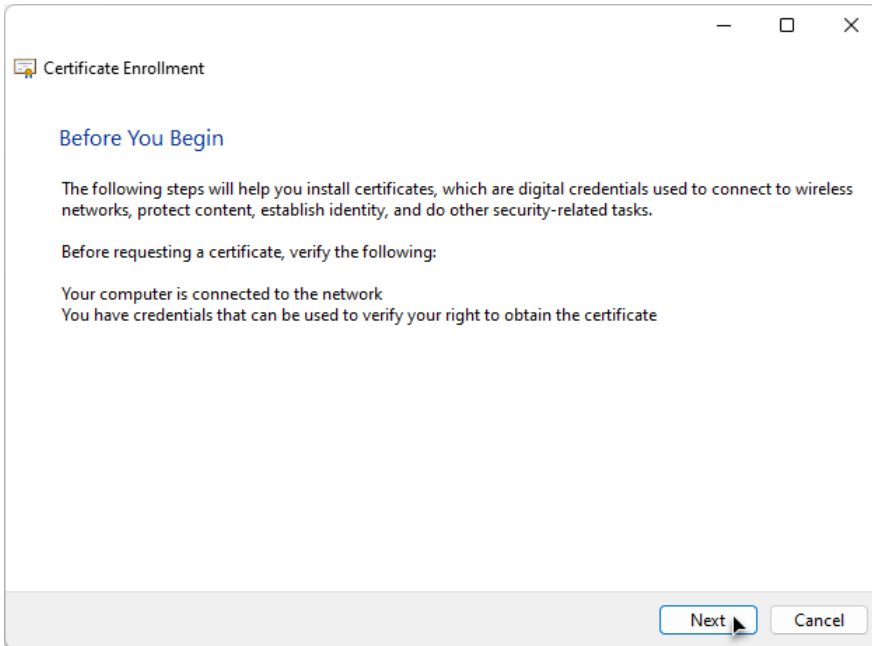 Certificate Enrollment
Before You Begin
The following steps will help you install certificates, which are digital credentials used to connect to wireless
networks, protect content, establish identity, and do other security-related tasks.
Before requesting a certificate, verify the following:
Your computer is connected to the network
You have credentials that can be used to verify your right to obtain the certificate
Next
Cancel